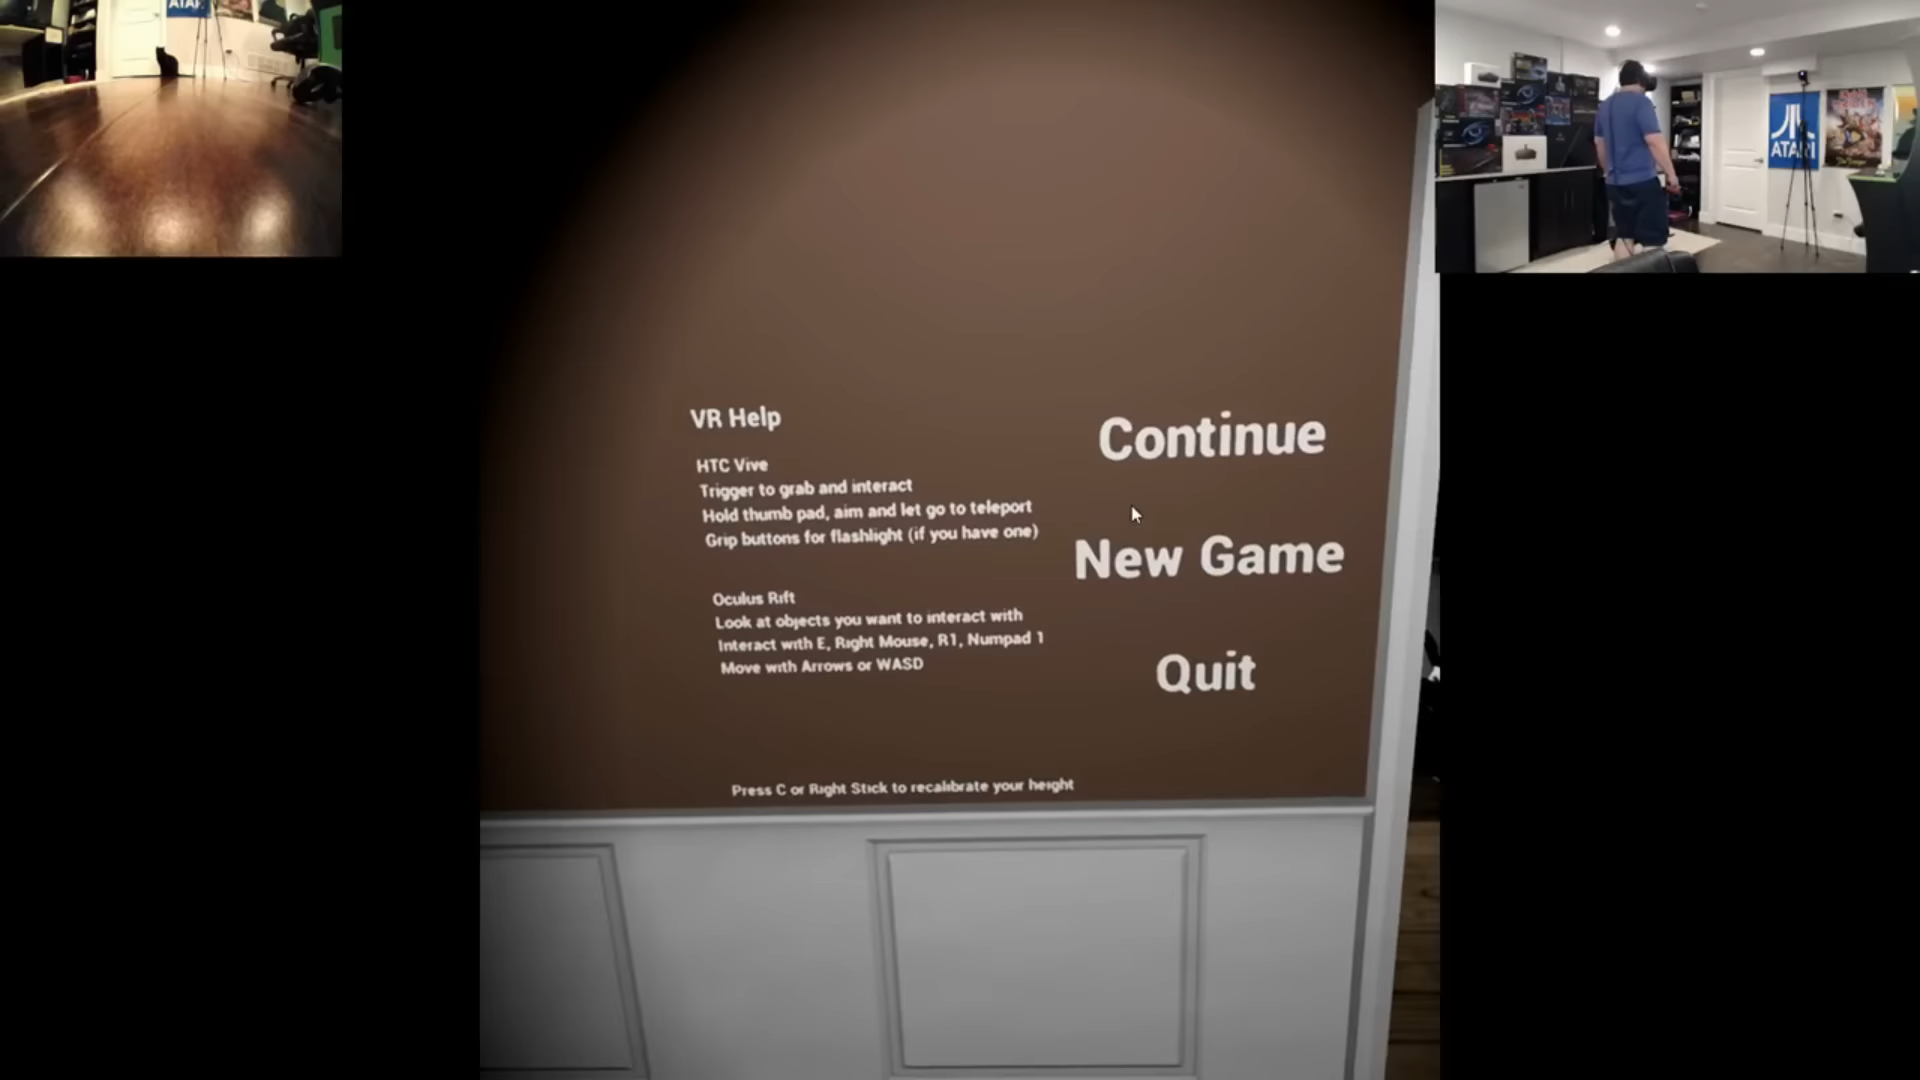 ATARI
VR Help
HTC Vive
Trigger to grab and interact
Hold thumb pad, aim and let go to teleport
Grip buttons for flashlight (if you have one)
Oculus Rift
Look at objects you want to interact with
Interact with E, Right Mouse, R1, Numpad 1
Move with Arrows or WASD
Press C or Right Stick to recalibrate your height
Continue
New Game
Quit
ATARI